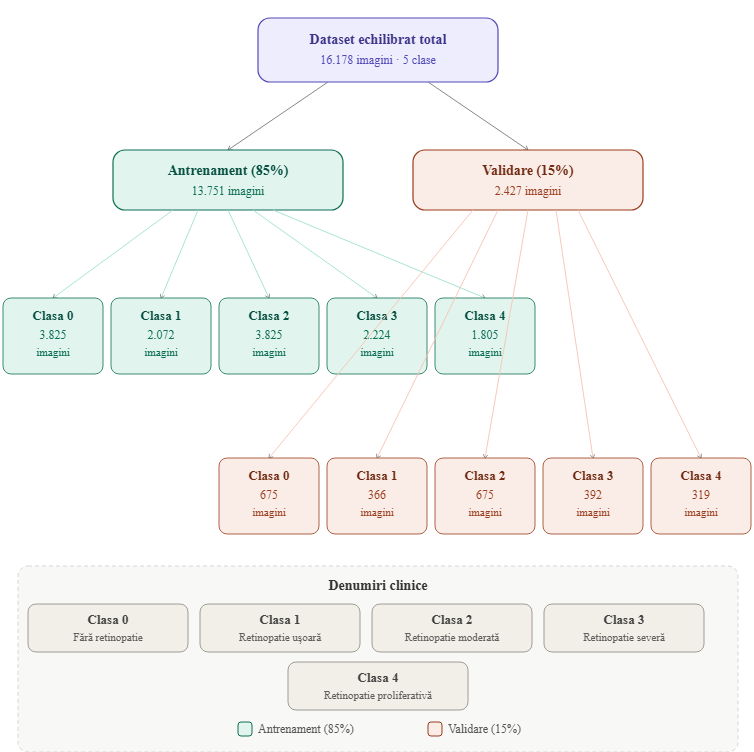 Dataset echilibrat total
16.178 imagini · 5 clase
Antrenament (85%)
13.751 imagini
Validare (15%)
2.427 imagini
Clasa 0
3.825
imagini
Clasa 1
2.072
imagini
Clasa 2
3.825
imagini
Clasa 3
2.224
imagini
Clasa 4
1.805
imagini
Clasa 0
675
imagini
Clasa 1
366
imagini
Clasa 2
675
imagini
Clasa 3
392
imagini
Clasa 4
319
imagini
Denumiri clinice
Clasa 0
Fără retinopatie
Clasa 1
Retinopatie ușoară
Clasa 2
Retinopatie moderată
Clasa 3
Retinopatie severă
Clasa 4
Retinopatie proliferativă
Antrenament (85%)
Validare (15%)